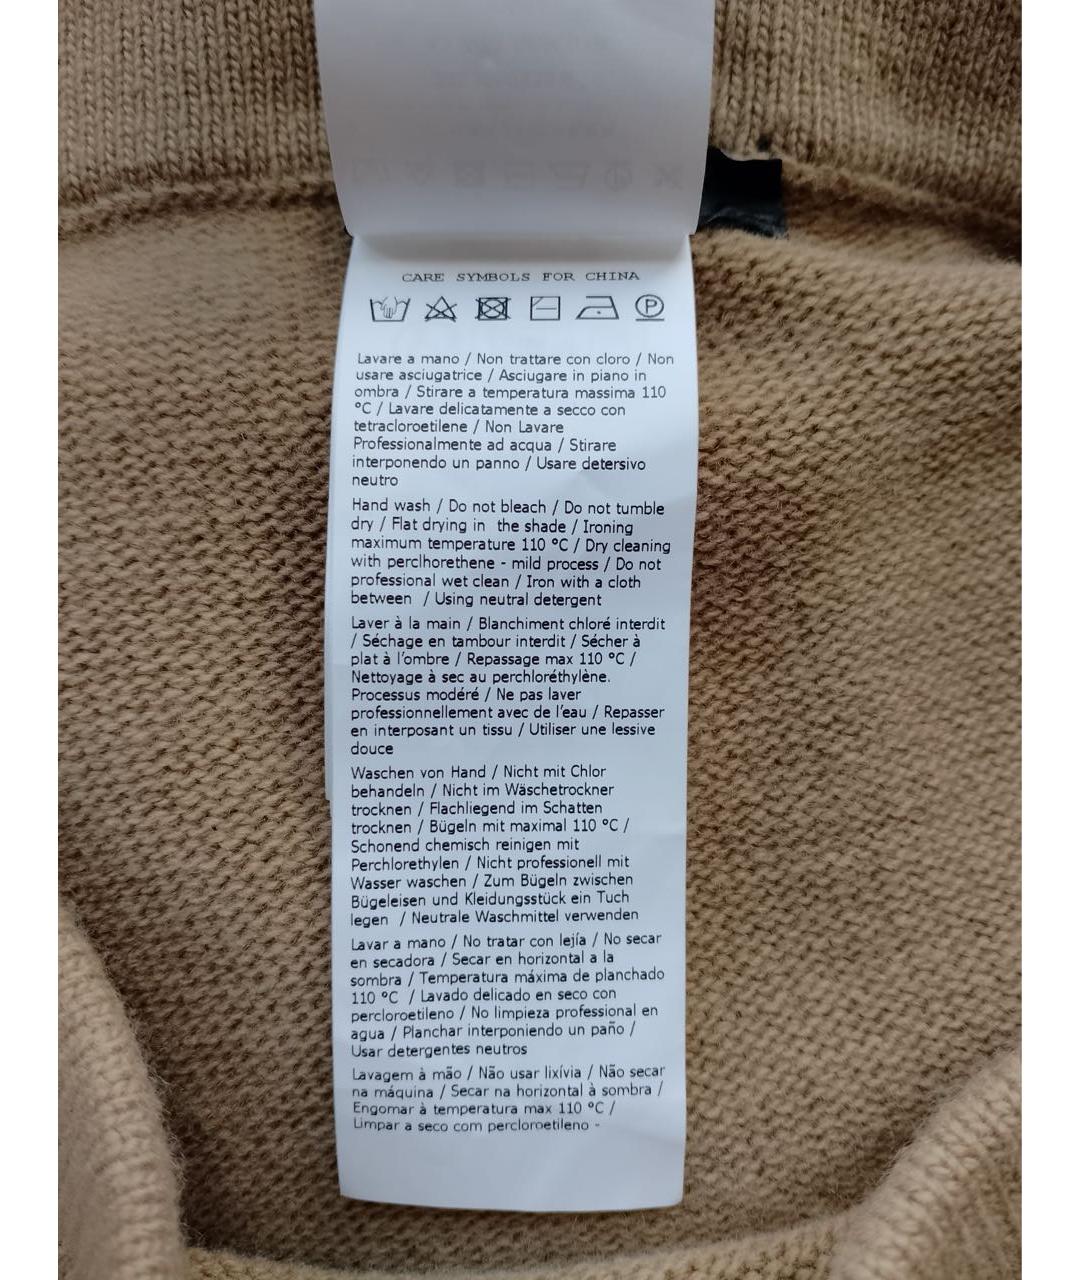 CARE SYMBOLS FOR CHINA
P
Lavare a mano / Non trattare con cloro / Non
usare asciugatrice / Asciugare in piano in
ombra / Stirare a temperatura massima 110
°C / Lavare delicatamente a secco con
tetracloroetilene / Non Lavare
Professionalmente ad acqua / Stirare
interponendo un panno / Usare detersivo
neutro
Hand wash / Do not bleach / Do not tumble
dry / Flat drying in the shade / Ironing
maximum temperature 110 °C / Dry cleaning
with perclhorethene - mild process / Do not
professional wet clean / Iron with a cloth
between / Using neutral detergent
Laver à la main / Blanchiment chloré interdit
/ Séchage en tambour interdit / Sécher à
plat à l'ombre / Repassage max 110 °C /
Nettoyage à sec au perchloréthylène.
Processus modéré / Ne pas laver
professionnellement avec de l'eau / Repasser
en interposant un tissu / Utiliser une lessive
douce
Waschen von Hand / Nicht mit Chlor
behandeln / Nicht im Wäschetrockner
trocknen / Flachliegend im Schatten
trocknen / Bügeln mit maximal 110 °C /
Schonend chemisch reinigen mit
Perchlorethylen / Nicht professionell mit
Wasser waschen / Zum Bügeln zwischen
Bügeleisen und Kleidungsstück ein Tuch
legen / Neutrale Waschmittel verwenden
Lavar a mano / No tratar con lejía / No secar
en secadora / Secar en horizontal a la
sombra / Temperatura máxima de planchado
110 °C / Lavado delicado en seco con
percloroetileno / No limpieza professional en
agua / Planchar interponiendo un paño /
Usar detergentes neutros
Lavagem à mão / Não usar lixívia / Não secar
na máquina / Secar na horizontal à sombra /
Engomar à temperatura max 110 °C /
Limpar a seco com percloroetileno -